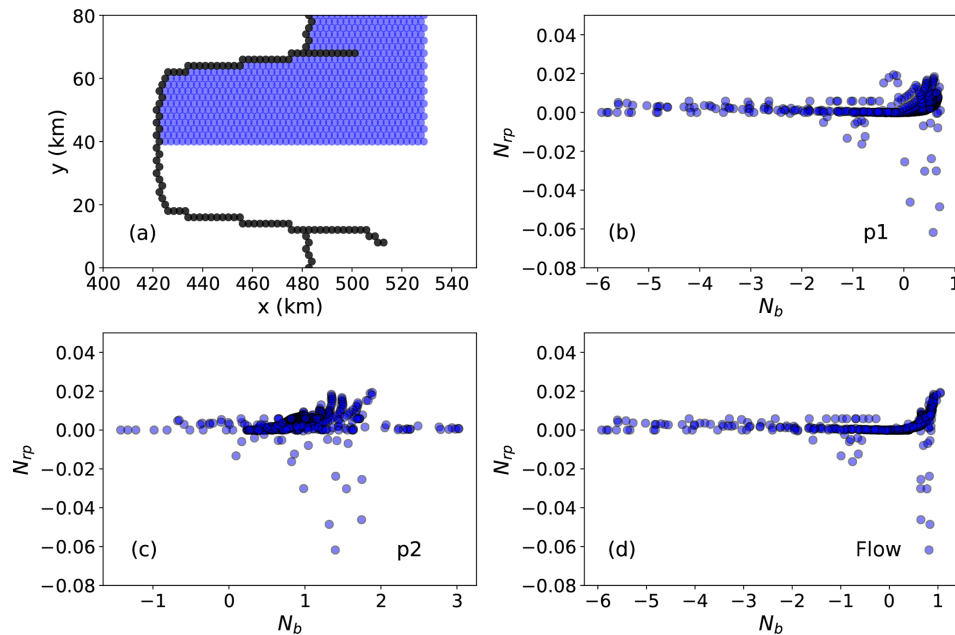 80
60
40
20
0
y (km)
(a)
400 420 440 460 480 500 520 540
x (km)
0.04
0.02
0.00
−0.02
−0.04
−0.06
−0.08
N_rp
(b)
p1
−6 −5 −4 −3 −2 −1 0 1
N_b
0.04
0.02
0.00
−0.02
−0.04
−0.06
−0.08
N_rp
(c)
p2
−1 0 1 2 3
N_b
0.04
0.02
0.00
−0.02
−0.04
−0.06
−0.08
N_rp
(d)
Flow
−6 −5 −4 −3 −2 −1 0 1
N_b